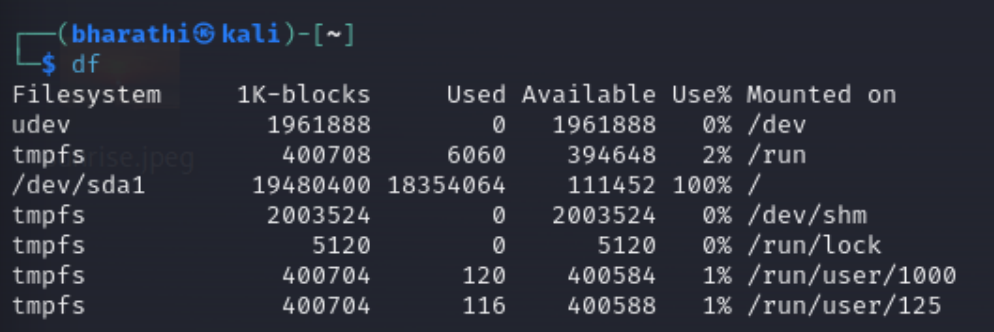 ┌──(bharathi㉿kali)-[~]
└─$ df
Filesystem     1K-blocks     Used Available Use% Mounted on
udev             1961888        0   1961888   0% /dev
tmpfs             400708     6060    394648   2% /run
/dev/sda1       19480400 18354064    111452 100% /
tmpfs            2003524        0   2003524   0% /dev/shm
tmpfs               5120        0      5120   0% /run/lock
tmpfs             400704      120    400584   1% /run/user/1000
tmpfs             400704      116    400588   1% /run/user/125